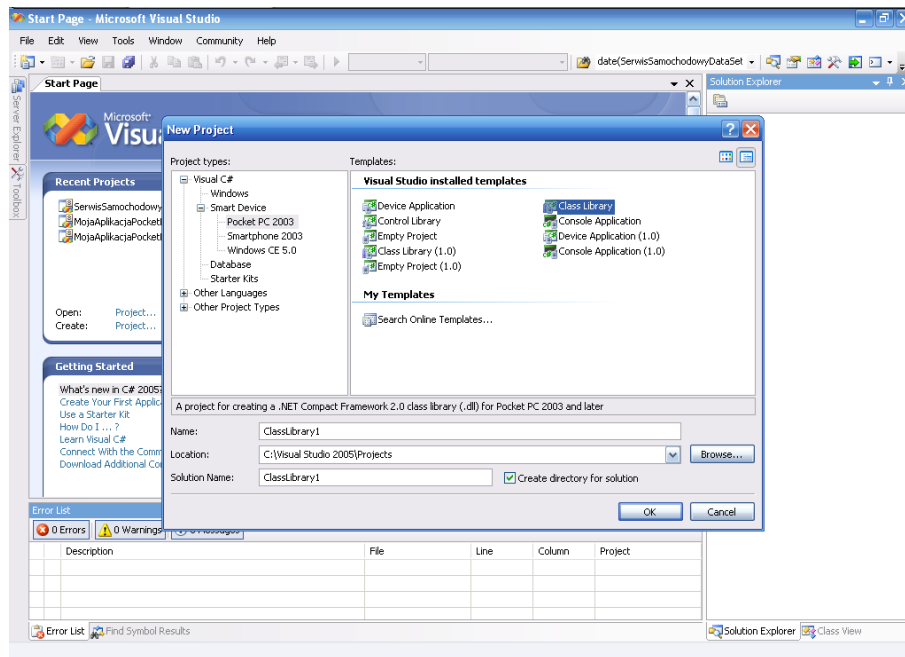 Start Page - Microsoft Visual Studio
File Edit View Tools Window Community Help
date(SerwisSamochodowyDataSet
Start Page
Solution Explorer
Server Explorer
Toolbox
Microsoft
Visu
Recent Projects
SerwisSamochodowy
MojaAplikacjaPocketI
MojaAplikacjaPocketI
Open: Project...
Create: Project...
Getting Started
What's new in C# 2005?
Create Your First Applic
Use a Starter Kit
How Do I ... ?
Learn Visual C#
Connect With the Comm
Download Additional Co
New Project
Project types:
Visual C#
Windows
Smart Device
Pocket PC 2003
Smartphone 2003
Windows CE 5.0
Database
Starter Kits
Other Languages
Other Project Types
Templates:
Visual Studio installed templates
Device Application
Class Library
Control Library
Console Application
Empty Project
Device Application (1.0)
Class Library (1.0)
Console Application (1.0)
Empty Project (1.0)
My Templates
Search Online Templates...
A project for creating a .NET Compact Framework 2.0 class library (.dll) for Pocket PC 2003 and later
Name: ClassLibrary1
Location: C:\Visual Studio 2005\Projects Browse...
Solution Name: ClassLibrary1 Create directory for solution
OK Cancel
Error List
0 Errors 0 Warnings 0 Messages
Description File Line Column Project
Error List Find Symbol Results
Solution Explorer Class View